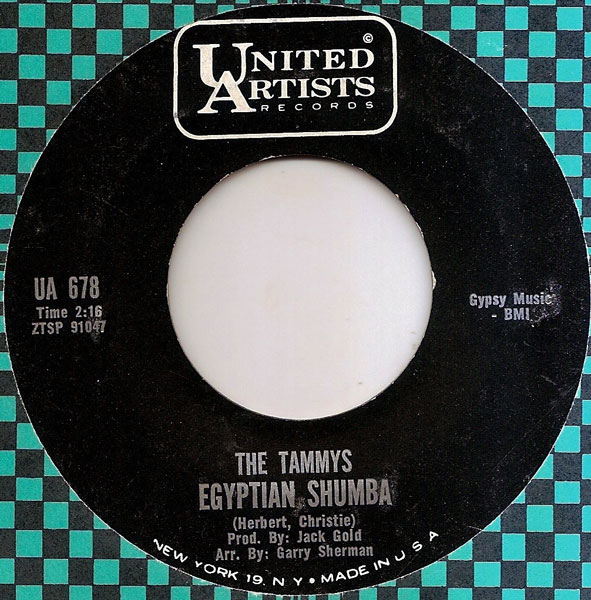 ©
UNITED
ARTISTS
RECORDS
UA 678
Time 2:16
ZTSP 91047
Gypsy Music
- BMI
THE TAMMYS
EGYPTIAN SHUMBA
(Herbert, Christie)
Prod. By: Jack Gold
Arr. By: Garry Sherman
NEW YORK 19, N.Y • MADE IN U S A